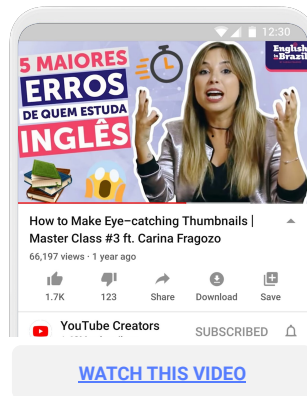 12:30
English
in Brazil
5 MAIORES
ERROS
DE QUEM ESTUDA
INGLÊS
How to Make Eye-catching Thumbnails |
Master Class #3 ft. Carina Fragozo
66,197 views · 1 year ago
1.7K 123 Share Download Save
YouTube Creators
SUBSCRIBED
WATCH THIS VIDEO